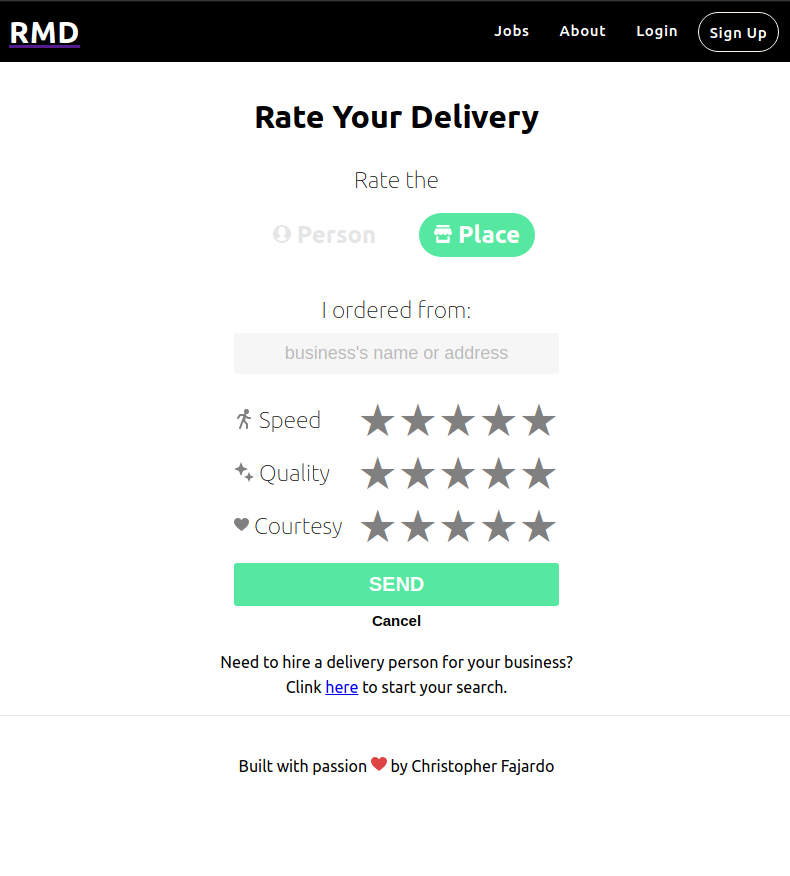 RMD
Jobs About Login Sign Up
Rate Your Delivery
Rate the
Person Place
I ordered from:
business's name or address
Speed
Quality
Courtesy
SEND
Cancel
Need to hire a delivery person for your business?
Clink here to start your search.
Built with passion ❤ by Christopher Fajardo